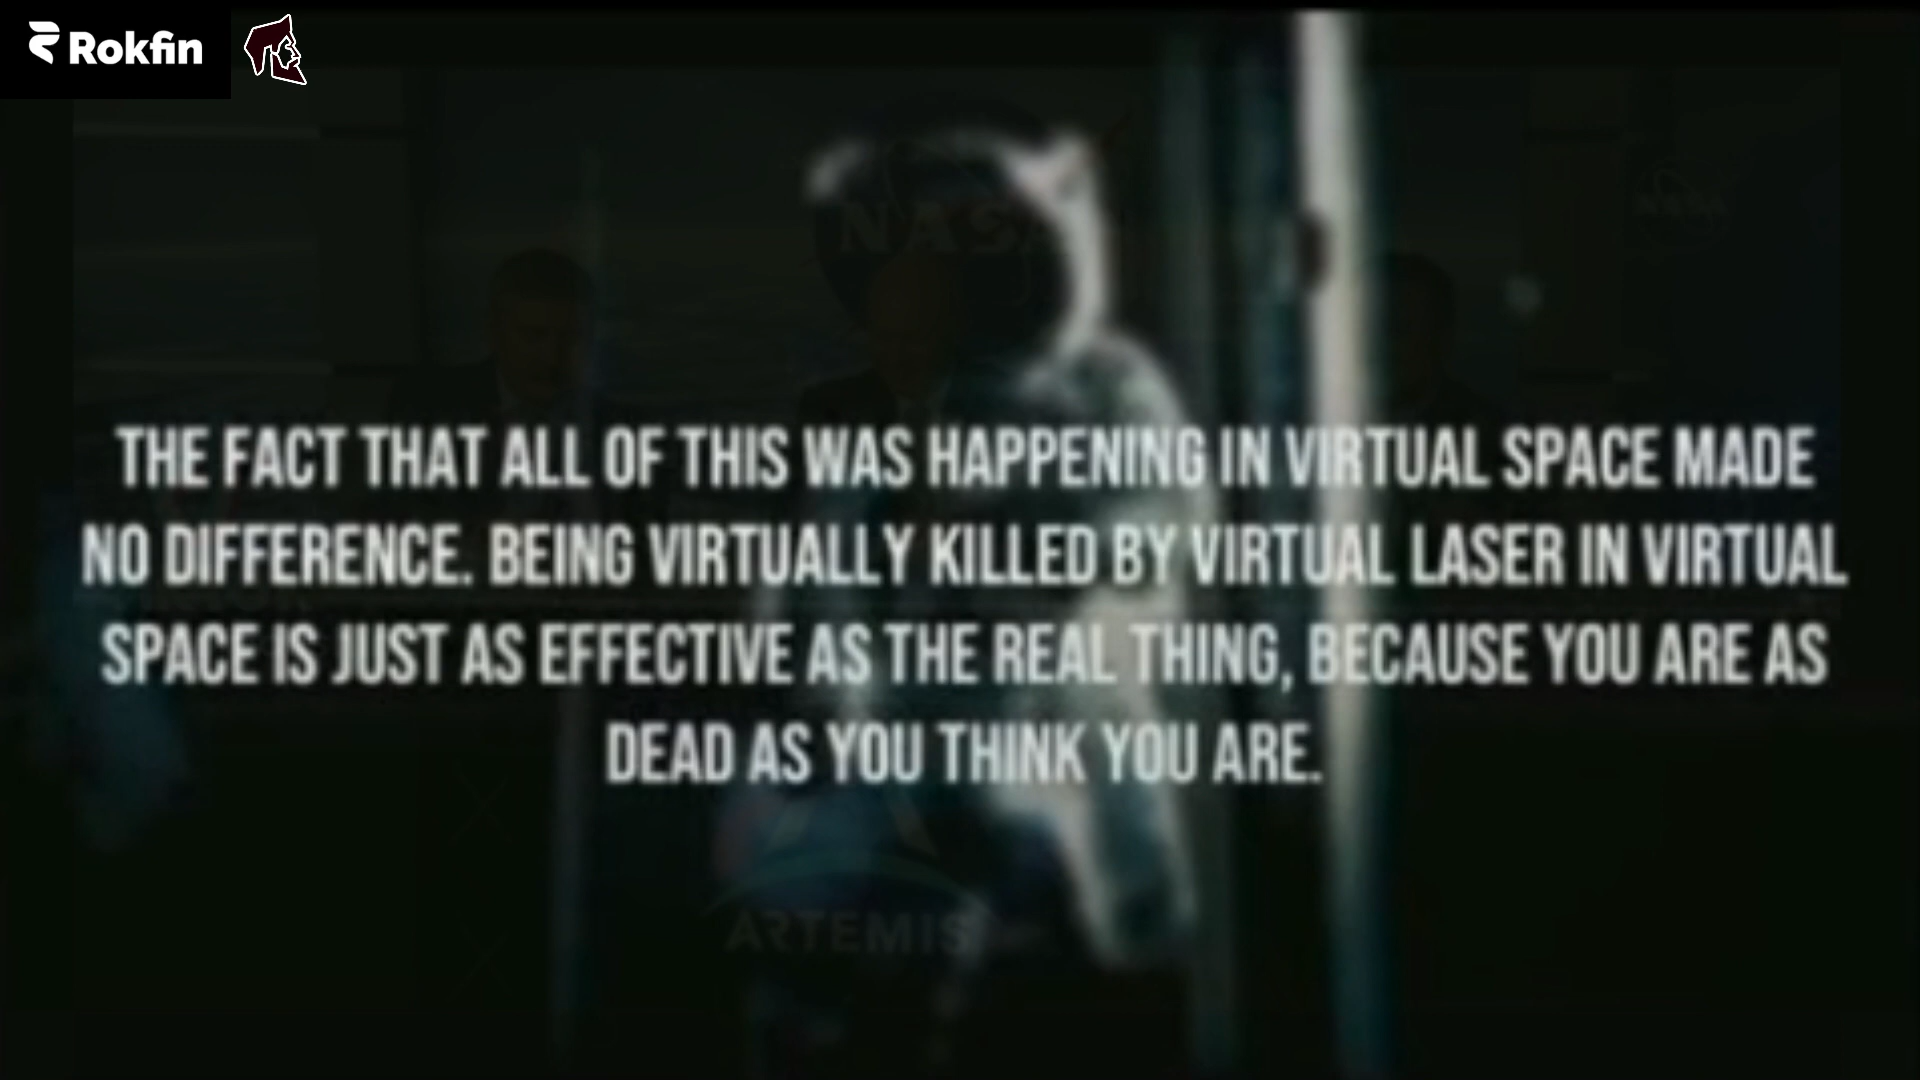 Rokfin
NASA
THE FACT THAT ALL OF THIS WAS HAPPENING IN VIRTUAL SPACE MADE
NO DIFFERENCE. BEING VIRTUALLY KILLED BY VIRTUAL LASER IN VIRTUAL
SPACE IS JUST AS EFFECTIVE AS THE REAL THING, BECAUSE YOU ARE AS
DEAD AS YOU THINK YOU ARE.
ARTEMIS